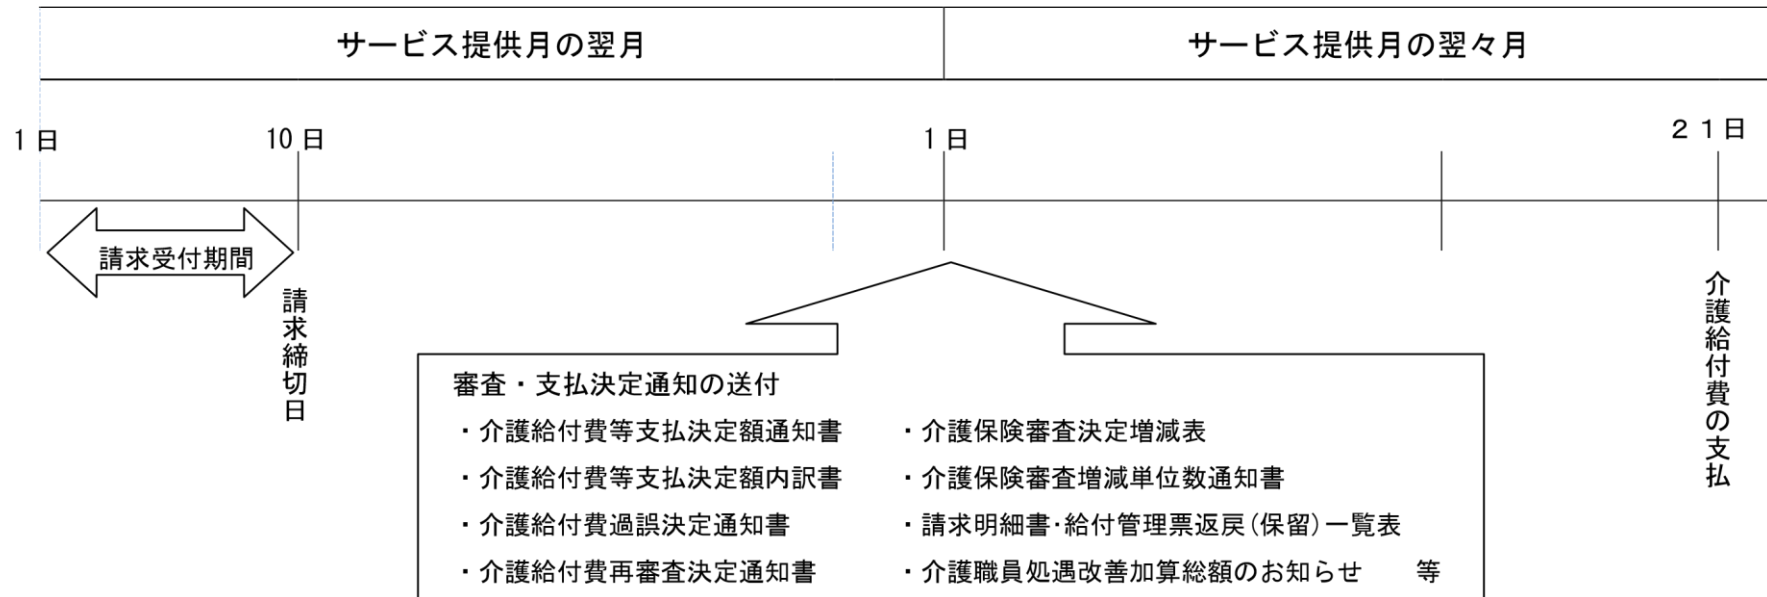 サービス提供月の翌月
サービス提供月の翌々月
1日
10日
1日
２１日
請求受付期間
請求締切日
介護給付費の支払
審査・支払決定通知の送付
・介護給付費等支払決定額通知書
・介護保険審査決定増減表
・介護給付費等支払決定額内訳書
・介護保険審査増減単位数通知書
・介護給付費過誤決定通知書
・請求明細書･給付管理票返戻(保留)一覧表
・介護給付費再審査決定通知書
・介護職員処遇改善加算総額のお知らせ　　等